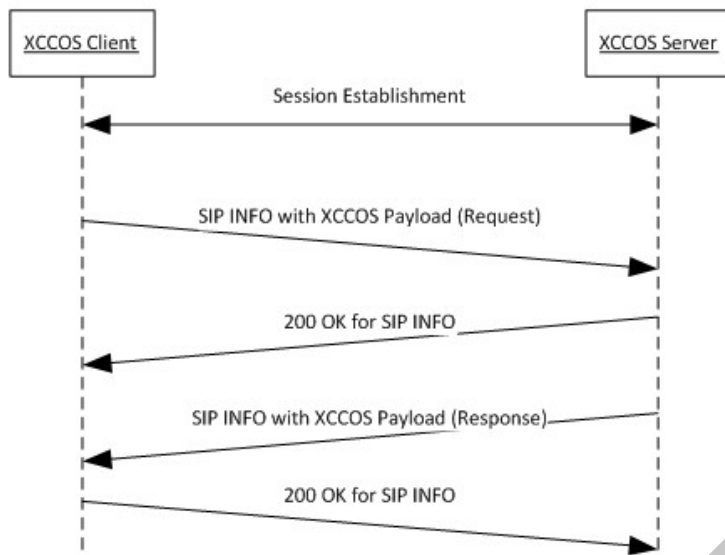 XCCOS Client
XCCOS Server
Session Establishment
SIP INFO with XCCOS Payload (Request)
200 OK for SIP INFO
SIP INFO with XCCOS Payload (Response)
200 OK for SIP INFO